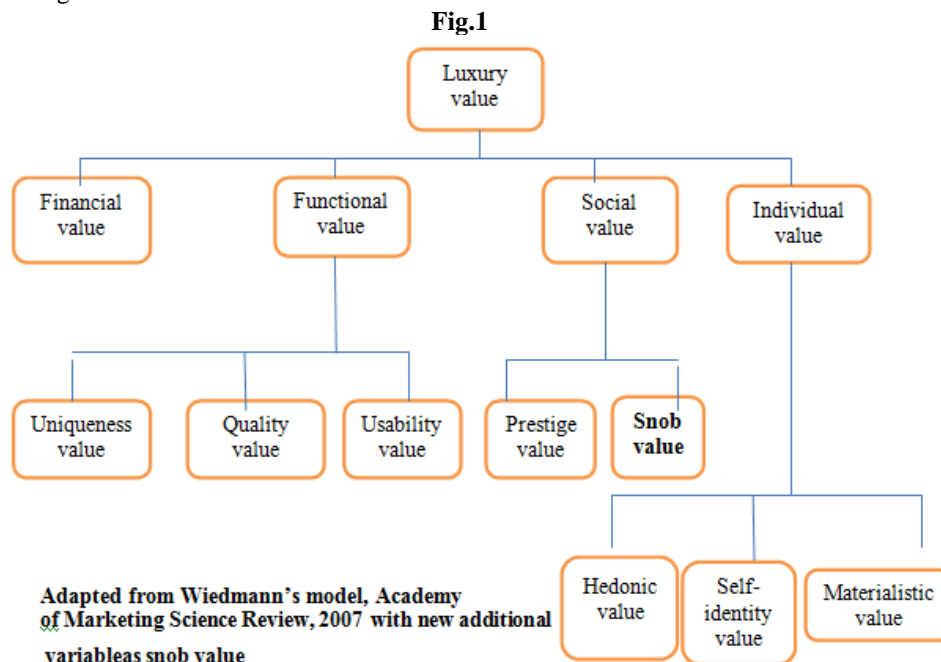 Fig.1
Luxury
value
Financial
value
Functional
value
Social
value
Individual
value
Uniqueness
value
Quality
value
Usability
value
Prestige
value
Snob
value
Hedonic
value
Self-
identity
value
Materialistic
value
Adapted from Wiedmann's model, Academy
of Marketing Science Review, 2007 with new additional
variableas snob value